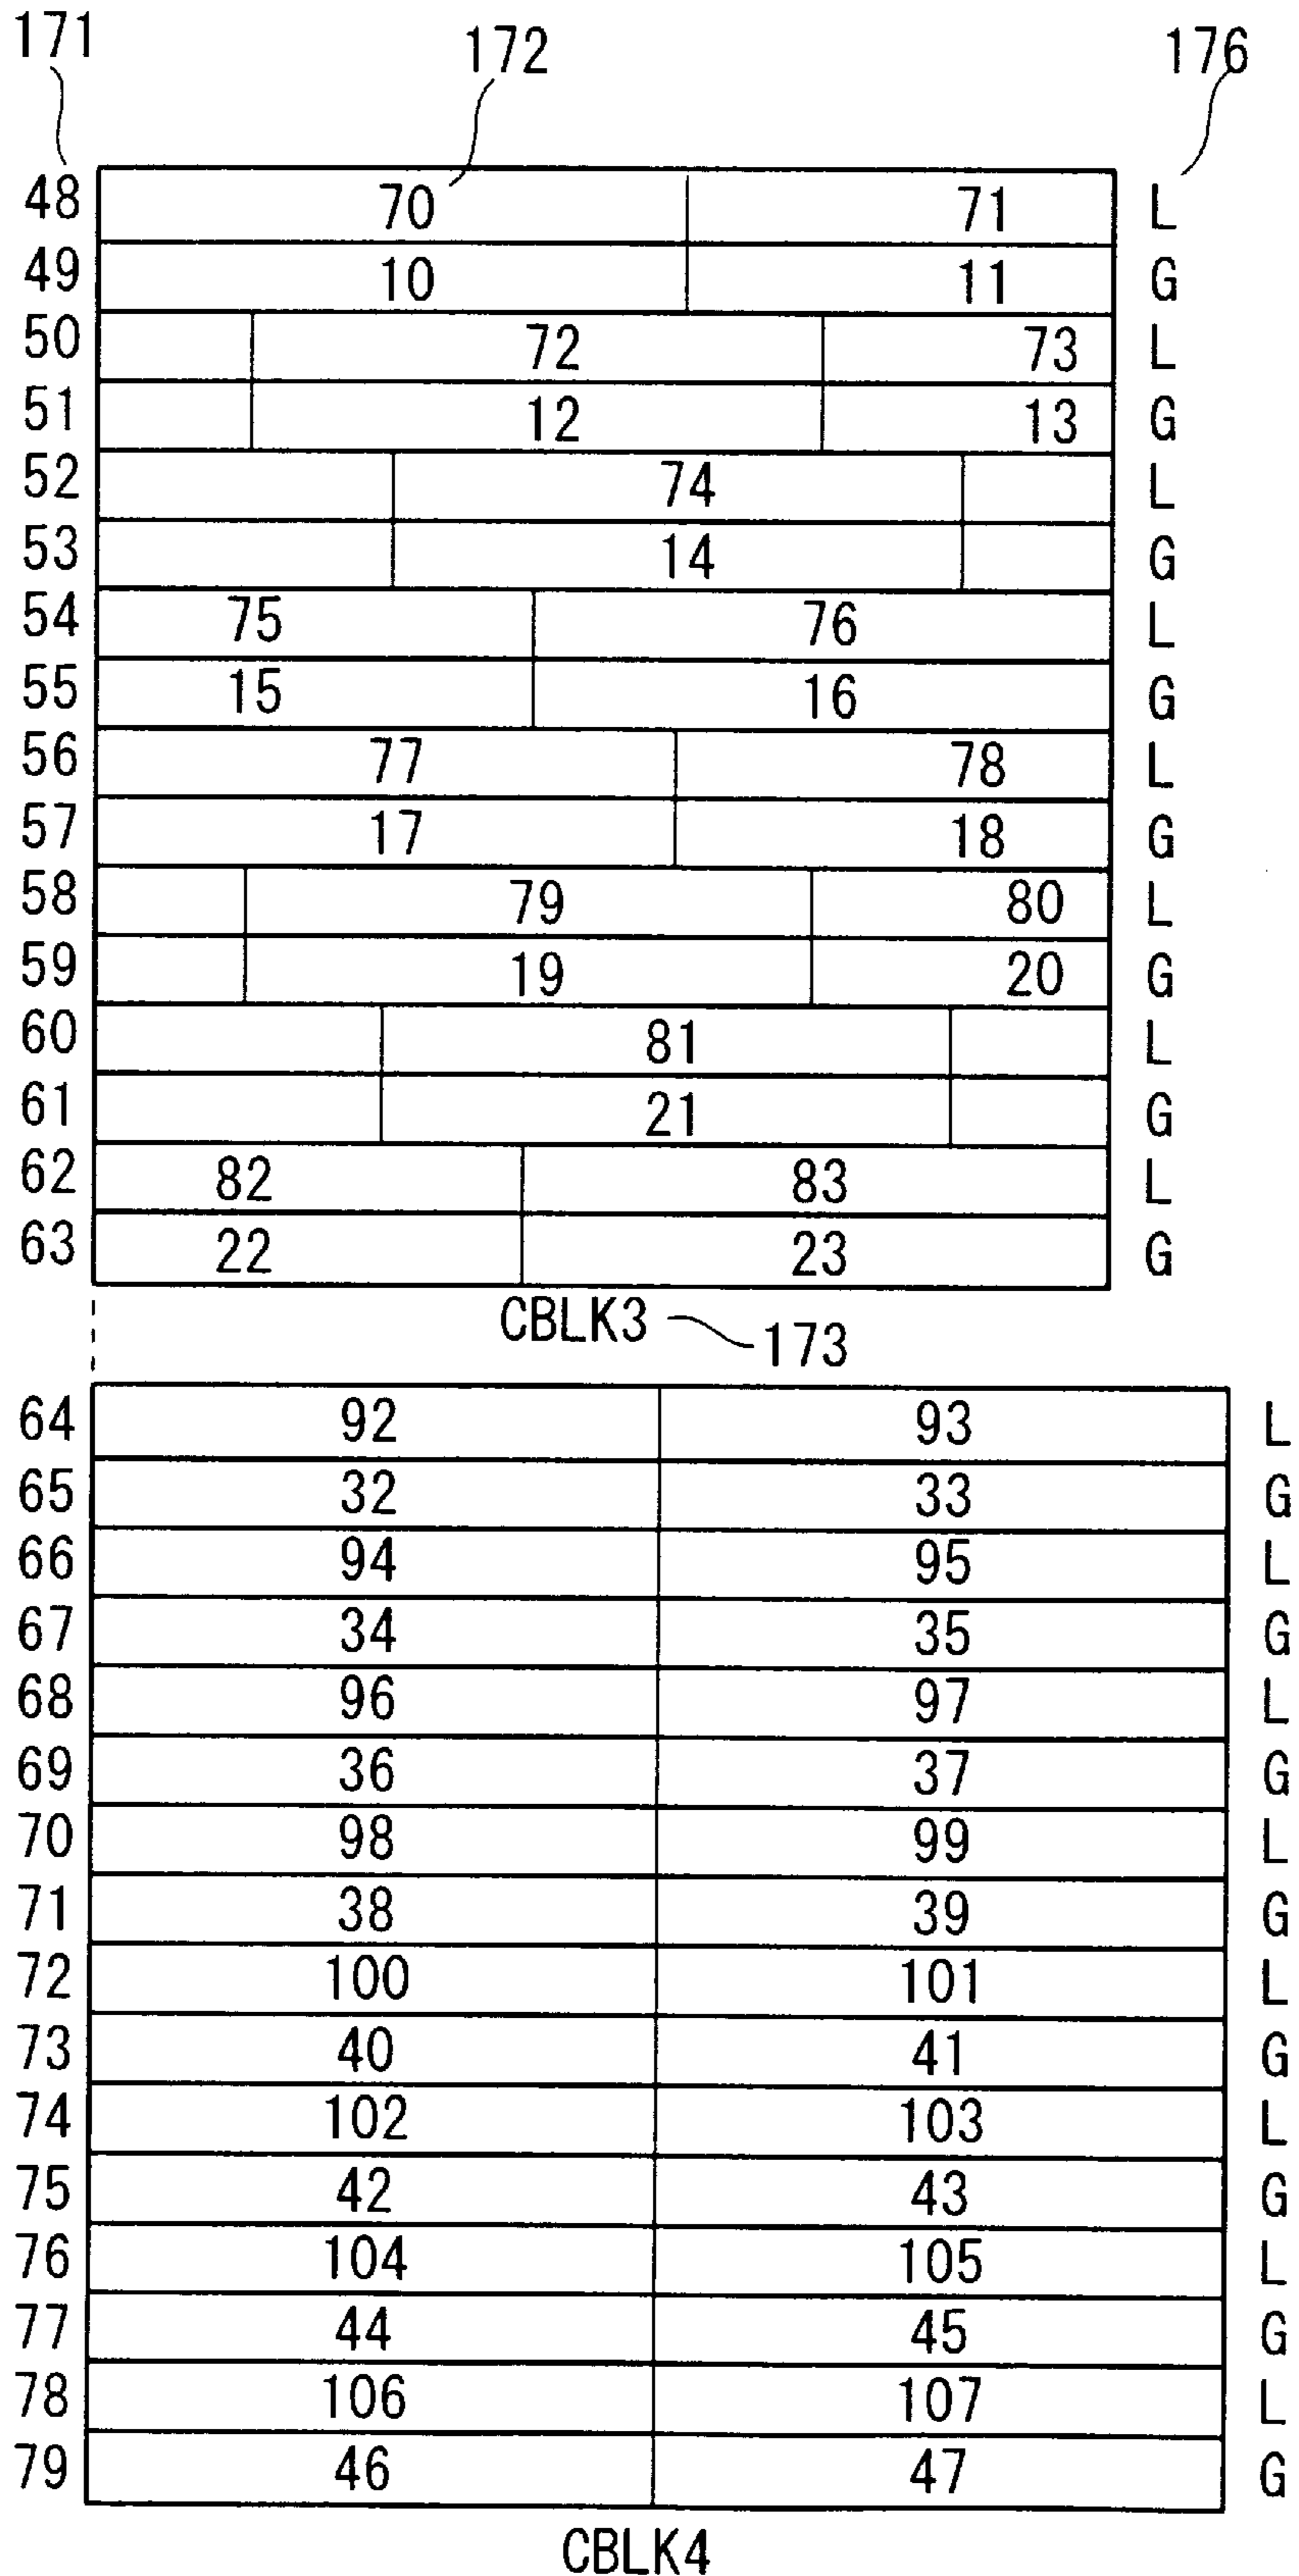 171 172 176
48 70 71 L
49 10 11 G
50 72 73 L
51 12 13 G
52 74 L
53 14 G
54 75 76 L
55 15 16 G
56 77 78 L
57 17 18 G
58 79 80 L
59 19 20 G
60 81 L
61 21 G
62 82 83 L
63 22 23 G
CBLK3 173
64 92 93 L
65 32 33 G
66 94 95 L
67 34 35 G
68 96 97 L
69 36 37 G
70 98 99 L
71 38 39 G
72 100 101 L
73 40 41 G
74 102 103 L
75 42 43 G
76 104 105 L
77 44 45 G
78 106 107 L
79 46 47 G
CBLK4